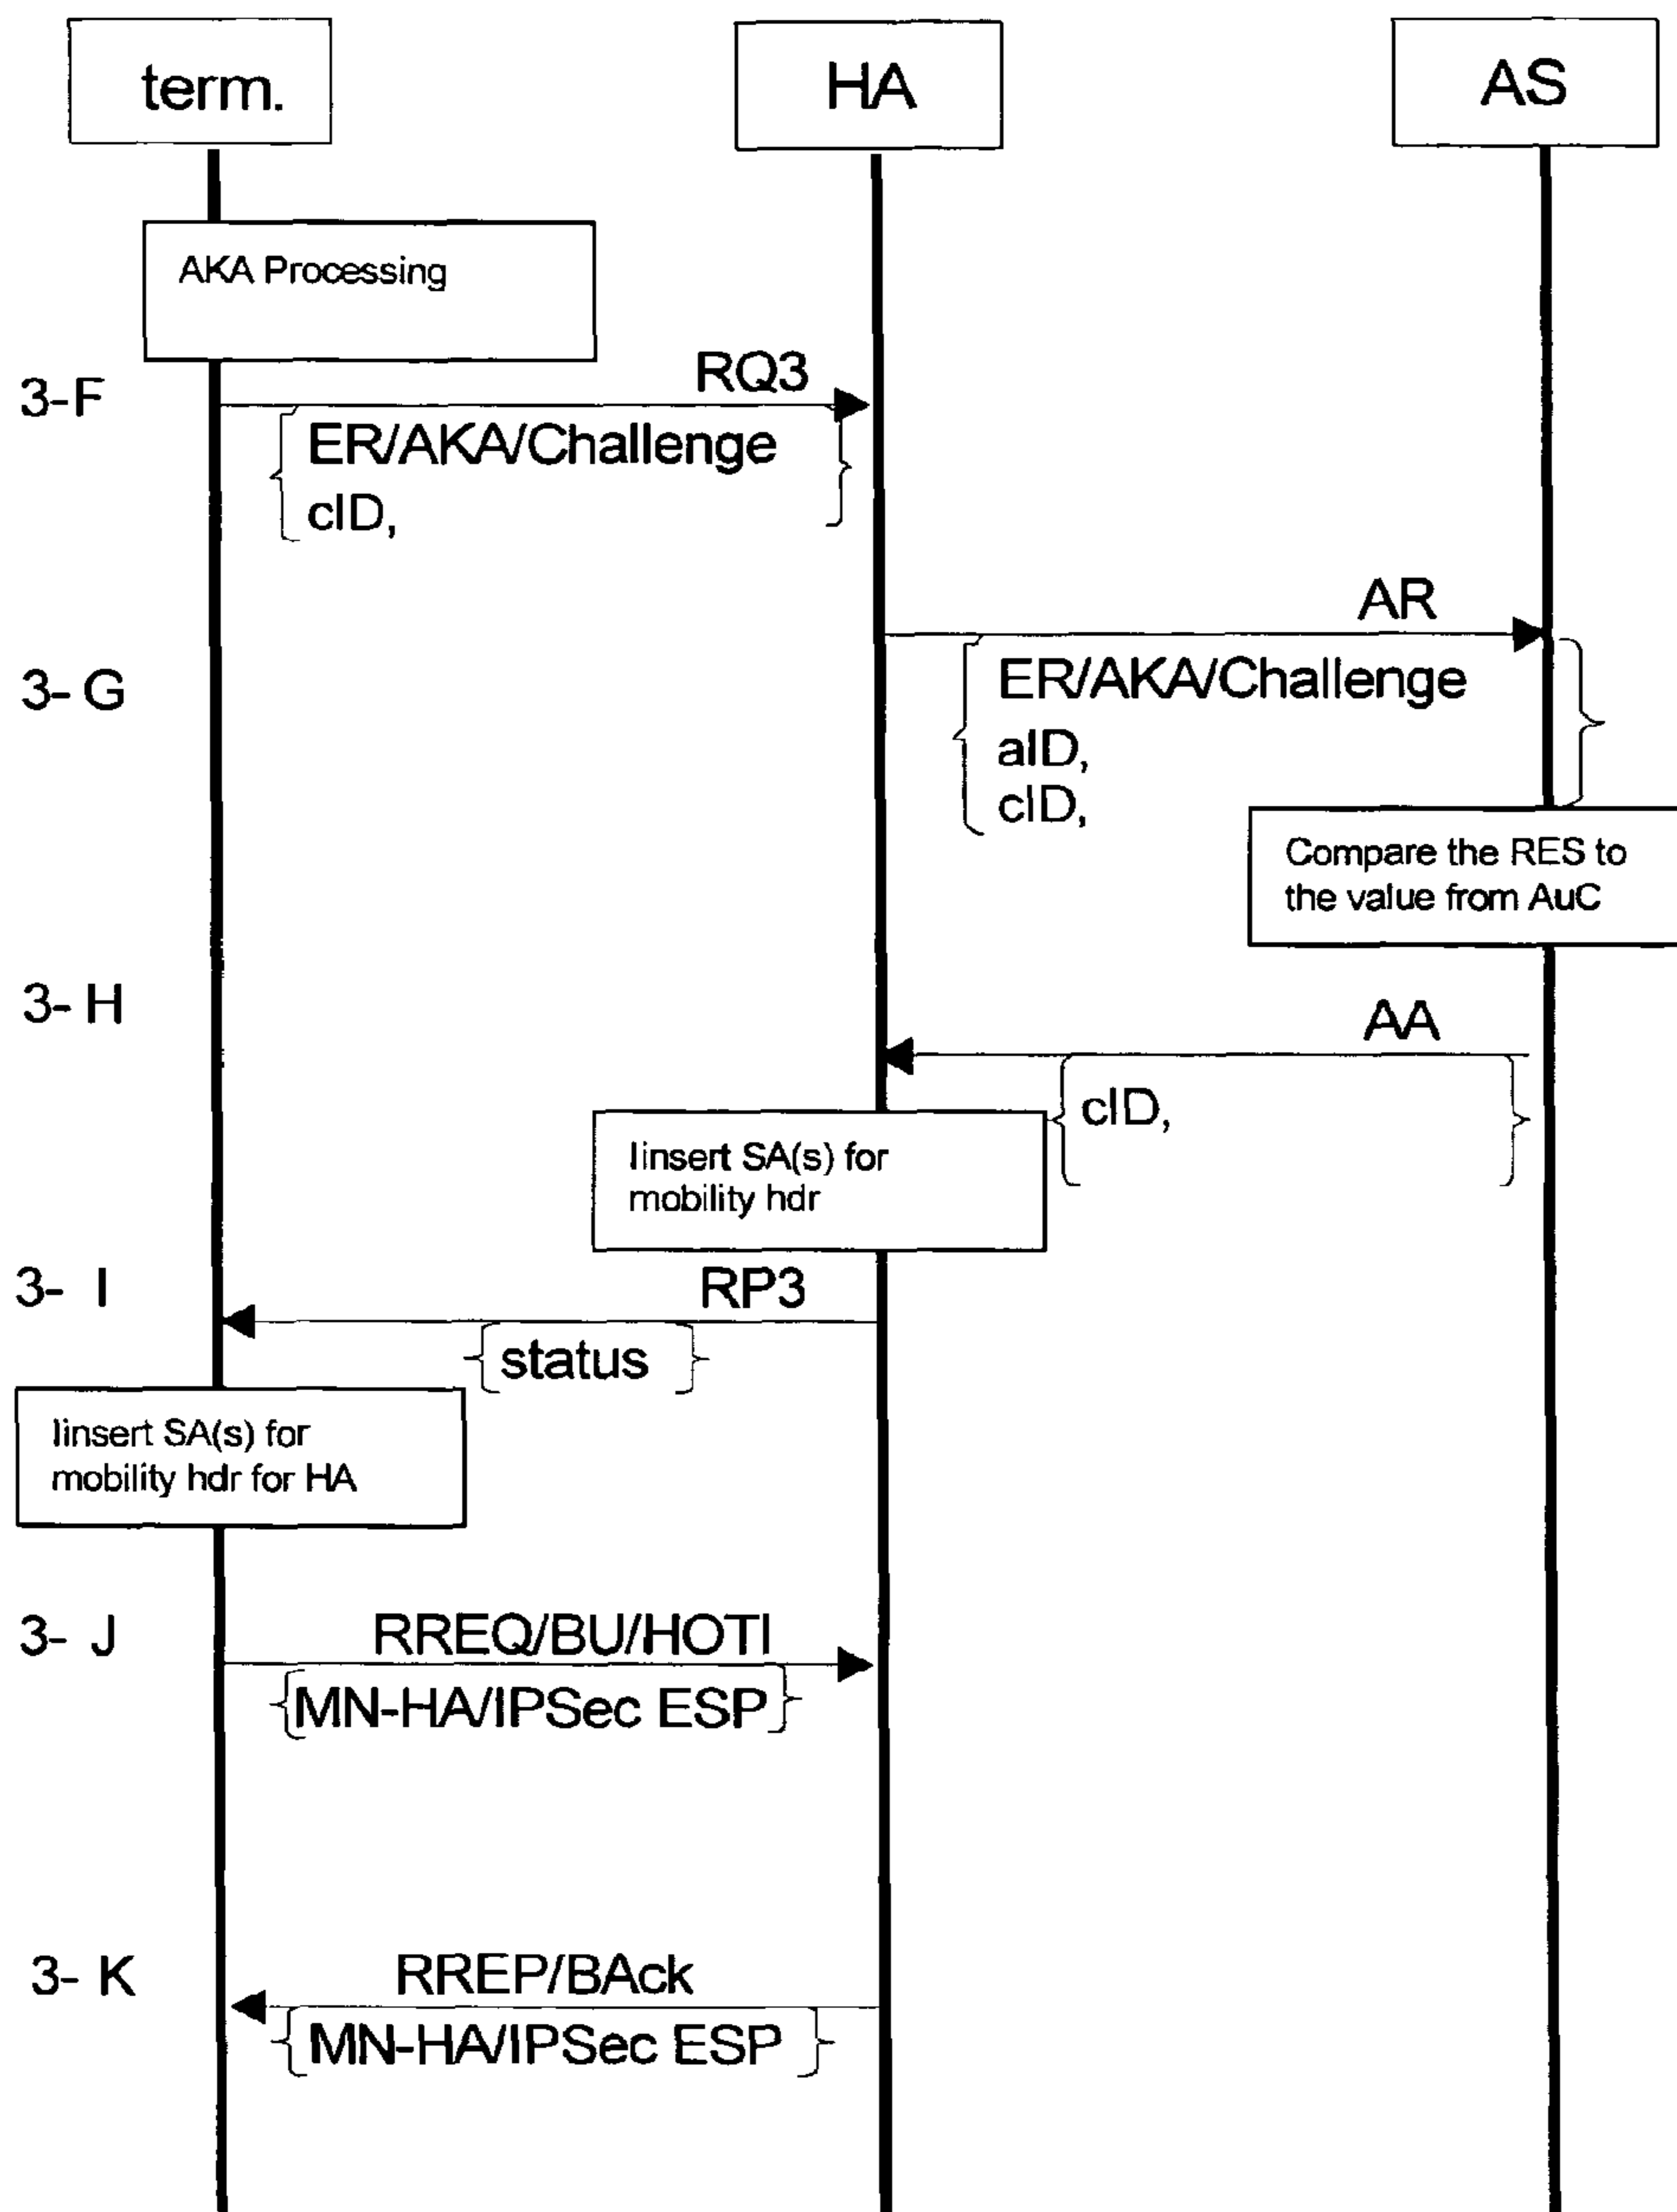 term.
HA
AS
AKA Processing
3-F
RQ3
ER/AKA/Challenge
cID,
AR
3- G
ER/AKA/Challenge
aID,
cID,
Compare the RES to
the value from AuC
3- H
AA
cID,
Iinsert SA(s) for
mobility hdr
3- I
RP3
status
Iinsert SA(s) for
mobility hdr for HA
3- J
RREQ/BU/HOTI
MN-HA/IPSec ESP
3- K
RREP/BAck
MN-HA/IPSec ESP